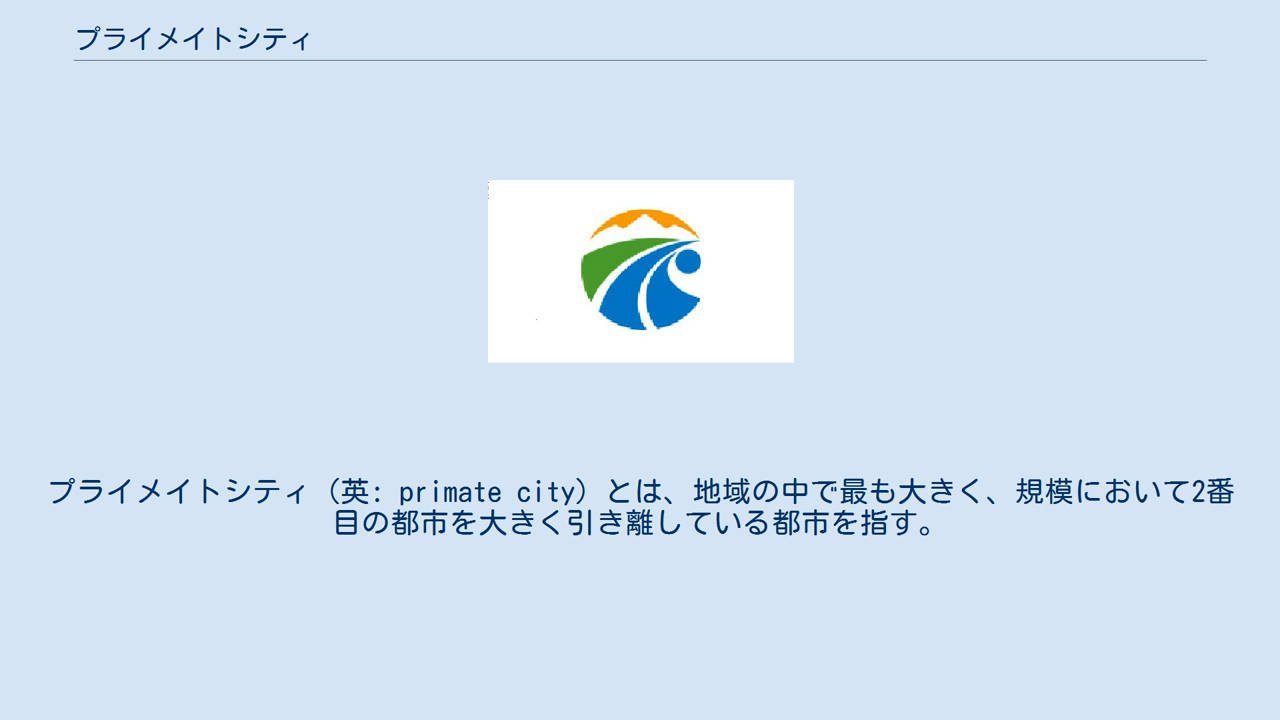 プライメイトシティ
プライメイトシティ（英: primate city）とは、地域の中で最も大きく、規模において2番
目の都市を大きく引き離している都市を指す。